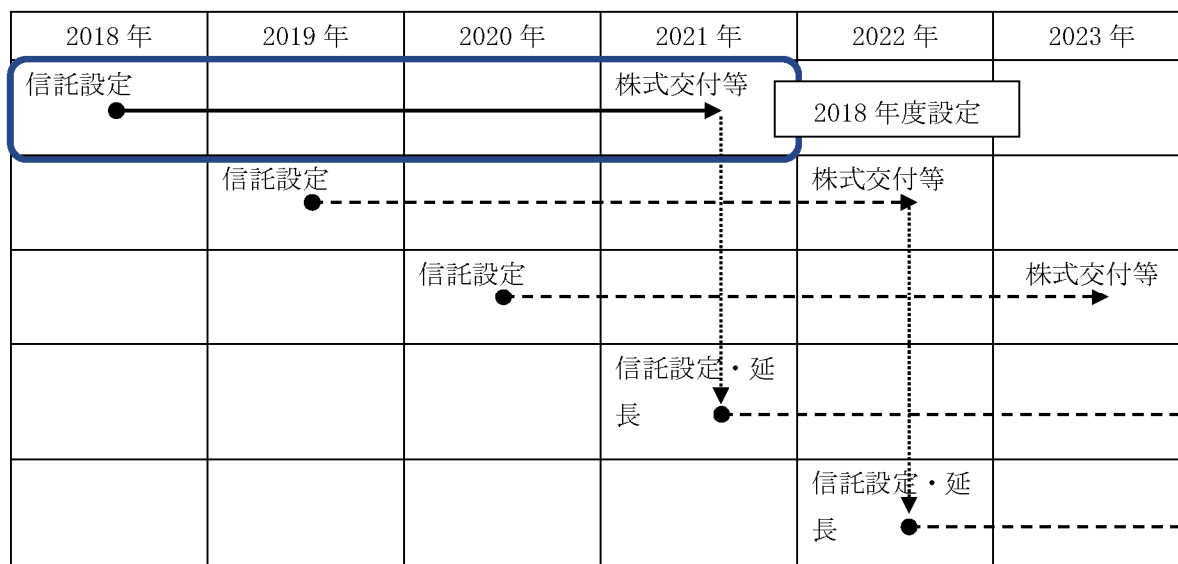 2018 年 2019 年 2020 年 2021 年 2022 年 2023 年
信託設定 株式交付等
2018 年度設定
信託設定 株式交付等
信託設定 株式交付等
信託設定・延
長
信託設定・延
長